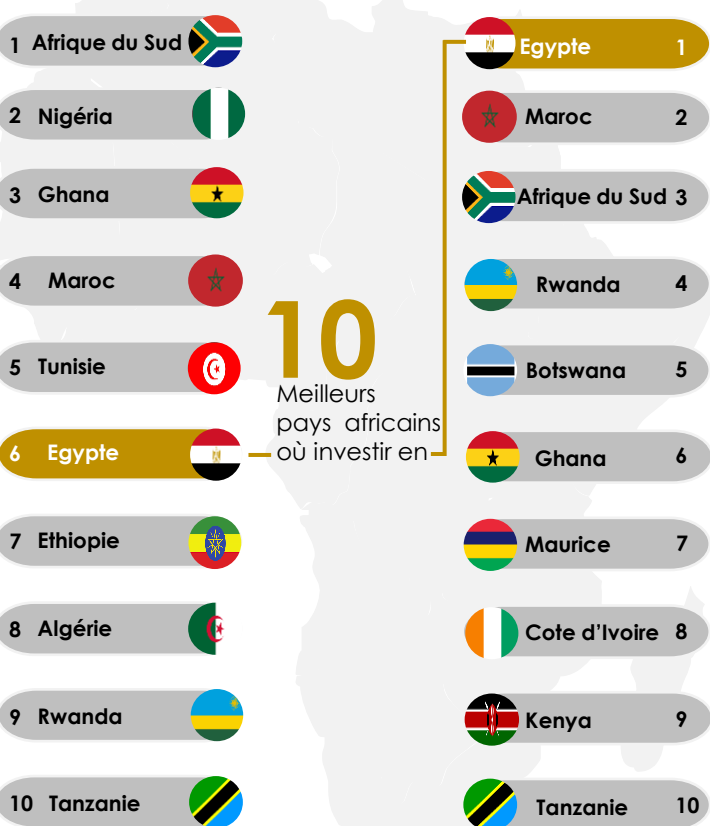 1 Afrique du Sud
2 Nigéria
3 Ghana
4 Maroc
5 Tunisie
6 Egypte
7 Ethiopie
8 Algérie
9 Rwanda
10 Tanzanie
10
Meilleurs
pays africains
où investir en
Egypte 1
Maroc 2
Afrique du Sud 3
Rwanda 4
Botswana 5
Ghana 6
Maurice 7
Cote d'Ivoire 8
Kenya 9
Tanzanie 10